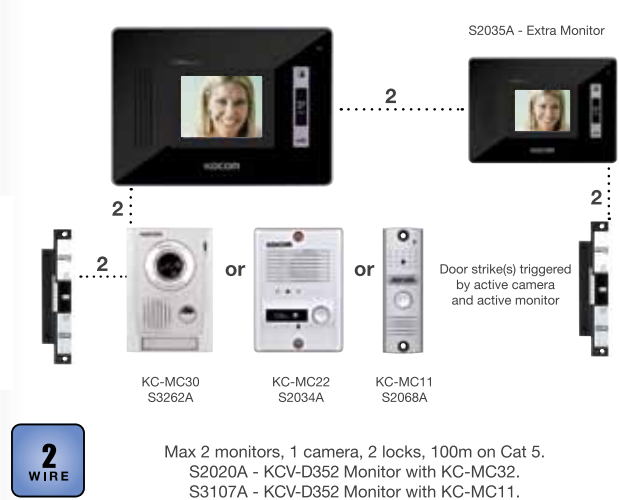 S2035A - Extra Monitor
2
KOCOM
KOCOM
2
2
2
or
or
Door strike(s) triggered
by active camera
and active monitor
KC-MC30
S3262A
KC-MC22
S2034A
KC-MC11
S2068A
2
WIRE
Max 2 monitors, 1 camera, 2 locks, 100m on Cat 5.
S2020A - KCV-D352 Monitor with KC-MC32.
S3107A - KCV-D352 Monitor with KC-MC11.